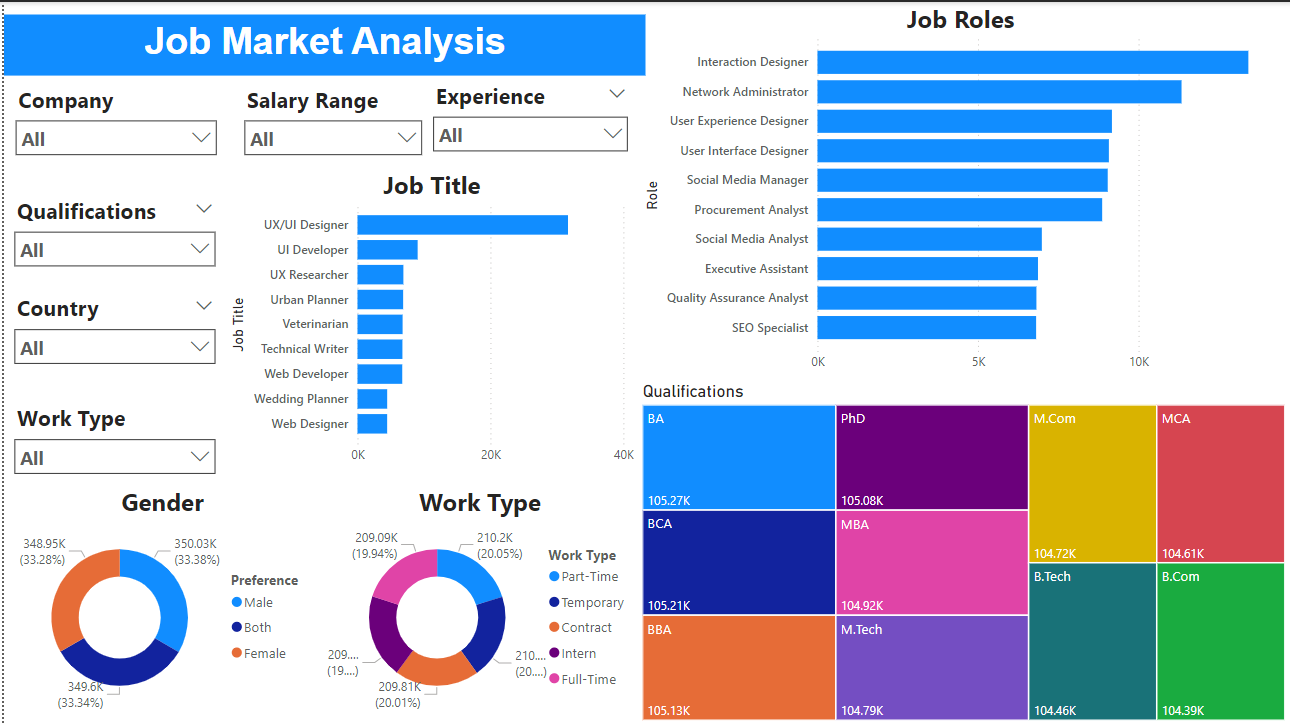 Job Market Analysis
Company
All
Salary Range
All
Experience
All
Qualifications
All
Country
All
Work Type
All
Job Title
Job Title
UX/UI Designer
UI Developer
UX Researcher
Urban Planner
Veterinarian
Technical Writer
Web Developer
Wedding Planner
Web Designer
0K 20K 40K
Job Roles
Role
Interaction Designer
Network Administrator
User Experience Designer
User Interface Designer
Social Media Manager
Procurement Analyst
Social Media Analyst
Executive Assistant
Quality Assurance Analyst
SEO Specialist
0K 5K 10K
Gender
348.95K
(33.28%)
350.03K
(33.38%)
349.6K
(33.34%)
Preference
Male
Both
Female
Work Type
209.09K
(19.94%)
210.2K
(20.05%)
209....
(19....)
210....
(20....)
209.81K
(20.01%)
Work Type
Part-Time
Temporary
Contract
Intern
Full-Time
Qualifications
BA
105.27K
PhD
105.08K
M.Com
104.72K
MCA
104.61K
BCA
105.21K
MBA
104.92K
B.Tech
104.46K
B.Com
104.39K
BBA
105.13K
M.Tech
104.79K